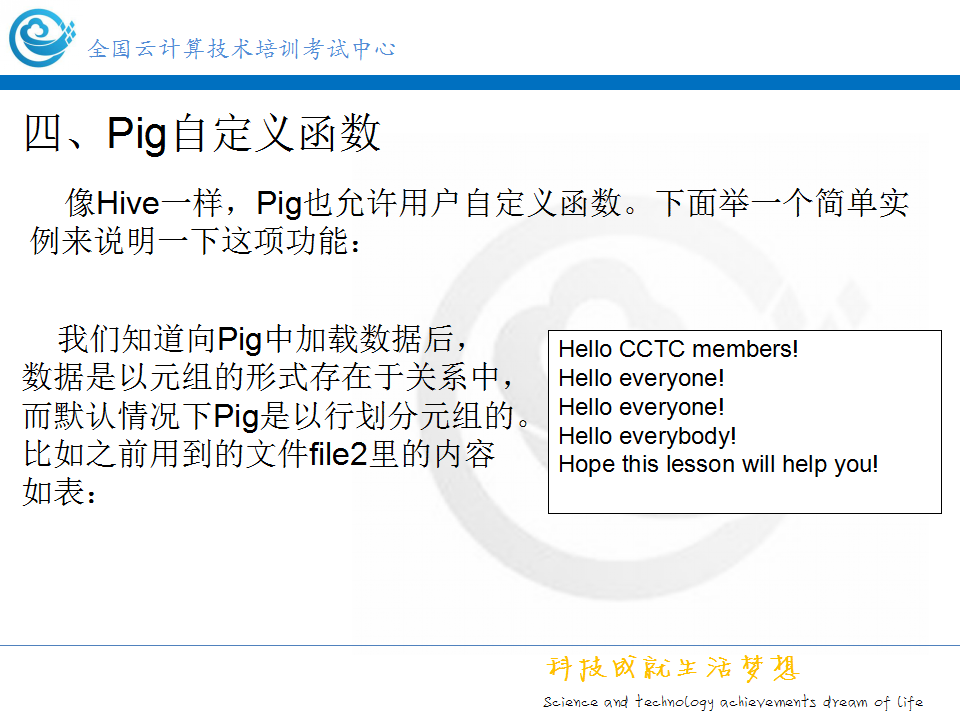 全国云计算技术培训考试中心
四、Pig自定义函数
像Hive一样，Pig也允许用户自定义函数。下面举一个简单实
例来说明一下这项功能：
我们知道向Pig中加载数据后，
数据是以元组的形式存在于关系中，
而默认情况下Pig是以行划分元组的。
比如之前用到的文件file2里的内容
如表：
Hello CCTC members!
Hello everyone!
Hello everyone!
Hello everybody!
Hope this lesson will help you!
科技成就生活梦想
Science and technology achievements dream of life